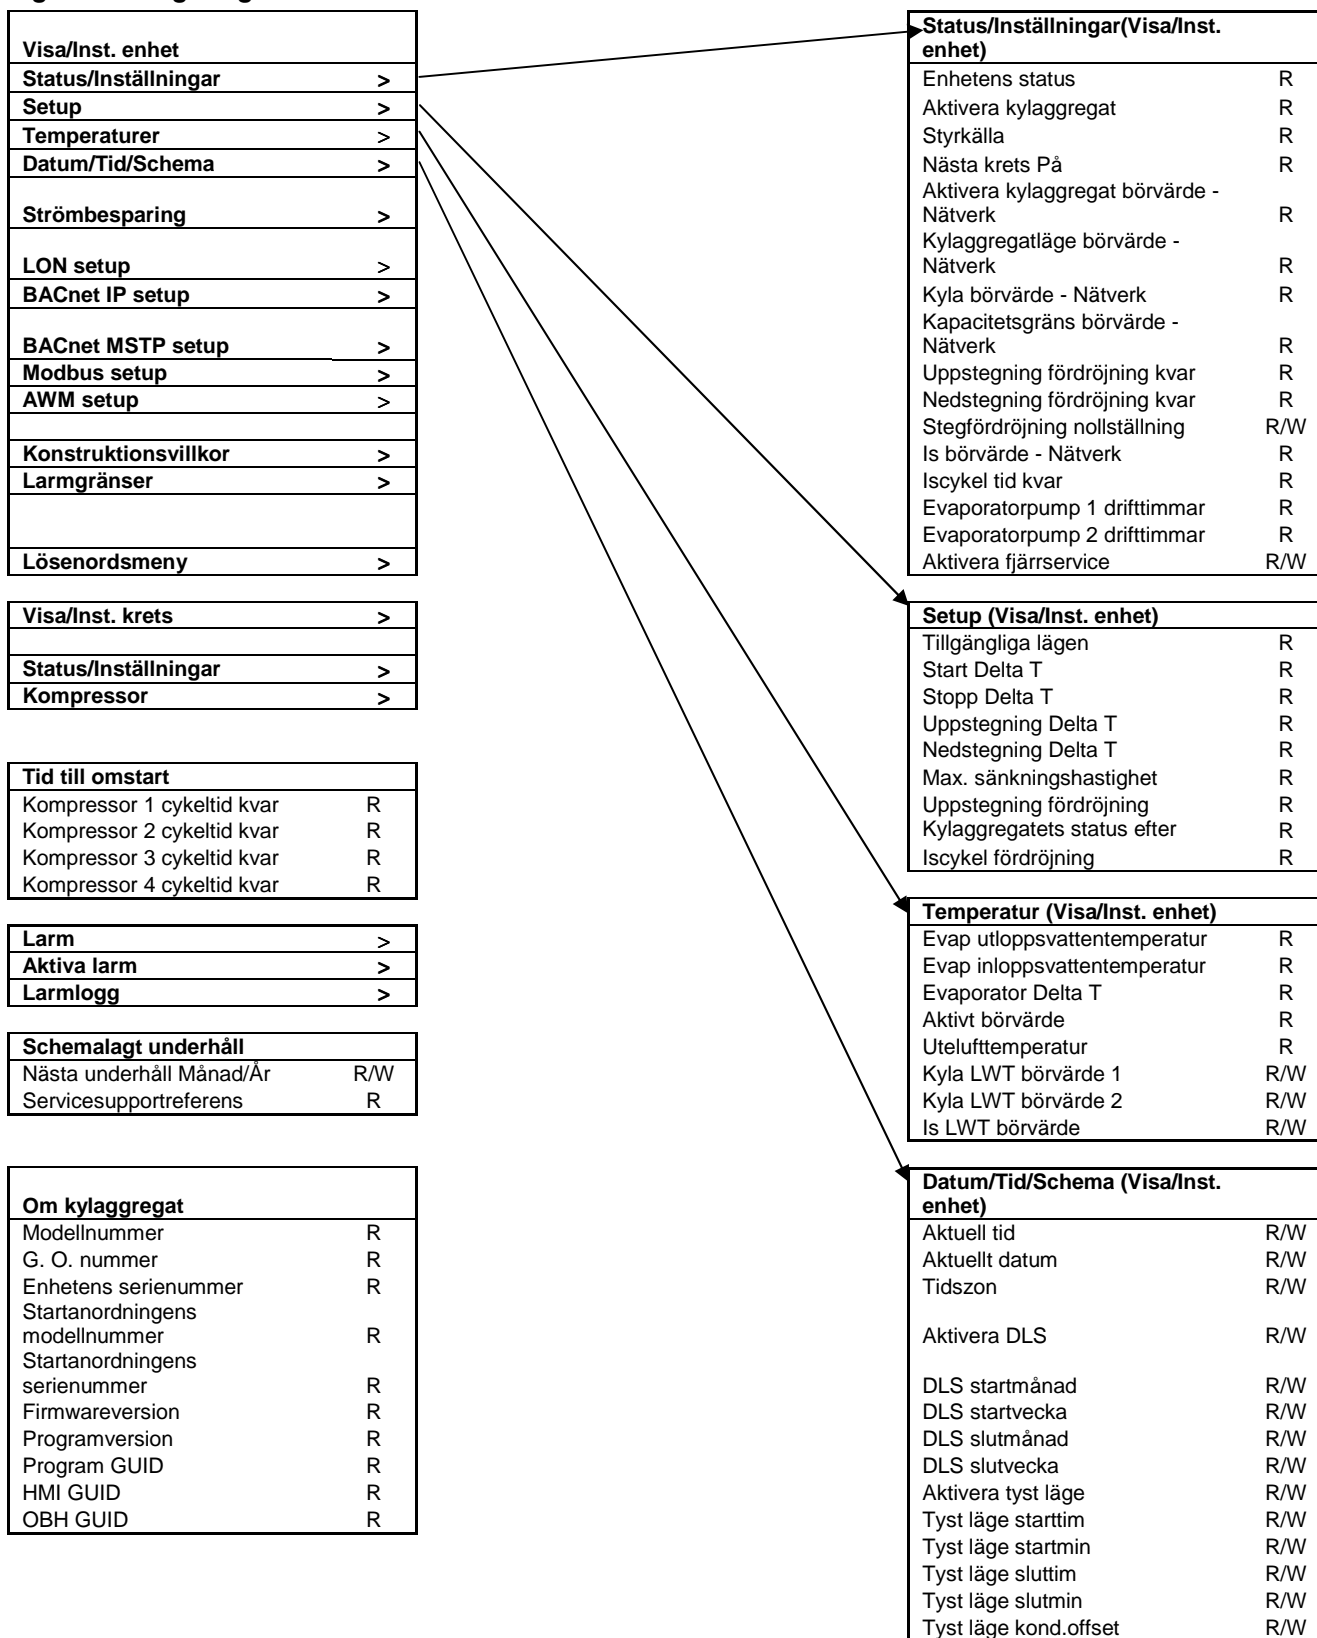 Visa/Inst. enhet
Status/Inställningar >
Setup >
Temperaturer >
Datum/Tid/Schema >
Strömbesparing >
LON setup >
BACnet IP setup >
BACnet MSTP setup >
Modbus setup >
AWM setup >
Konstruktionsvillkor >
Larmgränser >
Lösenordsmeny >
Visa/Inst. krets >
Status/Inställningar >
Kompressor >
Tid till omstart
Kompressor 1 cykeltid kvar R
Kompressor 2 cykeltid kvar R
Kompressor 3 cykeltid kvar R
Kompressor 4 cykeltid kvar R
Larm >
Aktiva larm >
Larmlogg >
Schemalagt underhåll
Nästa underhåll Månad/År R/W
Servicesupportreferens R
Om kylaggregat
Modellnummer R
G. O. nummer R
Enhetens serienummer R
Startanordningens
modellnummer R
Startanordningens
serienummer R
Firmwareversion R
Programversion R
Program GUID R
HMI GUID R
OBH GUID R
Status/Inställningar(Visa/Inst.
enhet)
Enhetens status R
Aktivera kylaggregat R
Styrkälla R
Nästa krets På R
Aktivera kylaggregat börvärde -
Nätverk R
Kylaggregatläge börvärde -
Nätverk R
Kyla börvärde - Nätverk R
Kapacitetsgräns börvärde -
Nätverk R
Uppstegning fördröjning kvar R
Nedstegning fördröjning kvar R
Stegfördröjning nollställning R/W
Is börvärde - Nätverk R
Iscykel tid kvar R
Evaporatorpump 1 drifttimmar R
Evaporatorpump 2 drifttimmar R
Aktivera fjärrservice R/W
Setup (Visa/Inst. enhet)
Tillgängliga lägen R
Start Delta T R
Stopp Delta T R
Uppstegning Delta T R
Nedstegning Delta T R
Max. sänkningshastighet R
Uppstegning fördröjning R
Kylaggregatets status efter R
Iscykel fördröjning R
Temperatur (Visa/Inst. enhet)
Evap utloppsvattentemperatur R
Evap inloppsvattentemperatur R
Evaporator Delta T R
Aktivt börvärde R
Utelufttemperatur R
Kyla LWT börvärde 1 R/W
Kyla LWT börvärde 2 R/W
Is LWT börvärde R/W
Datum/Tid/Schema (Visa/Inst.
enhet)
Aktuell tid R/W
Aktuellt datum R/W
Tidszon R/W
Aktivera DLS R/W
DLS startmånad R/W
DLS startvecka R/W
DLS slutmånad R/W
DLS slutvecka R/W
Aktivera tyst läge R/W
Tyst läge starttim R/W
Tyst läge startmin R/W
Tyst läge sluttim R/W
Tyst läge slutmin R/W
Tyst läge kond.offset R/W